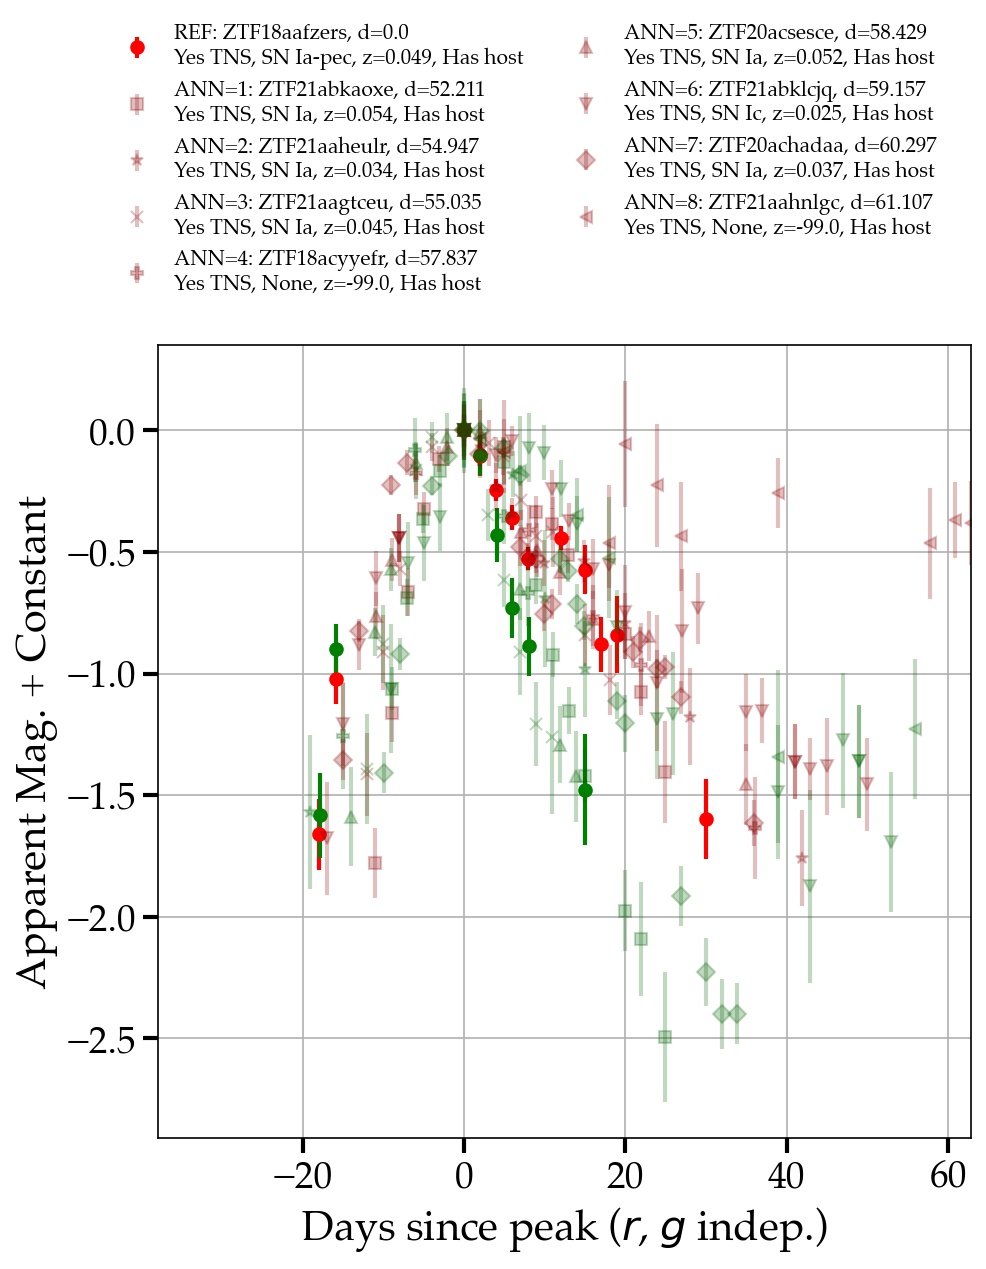 REF: ZTF18aafzers, d=0.0
Yes TNS, SN Ia-pec, z=0.049, Has host
ANN=1: ZTF21abkaoxe, d=52.211
Yes TNS, SN Ia, z=0.054, Has host
ANN=2: ZTF21aaheulr, d=54.947
Yes TNS, SN Ia, z=0.034, Has host
ANN=3: ZTF21aagtceu, d=55.035
Yes TNS, SN Ia, z=0.045, Has host
ANN=4: ZTF18acyyefr, d=57.837
Yes TNS, None, z=-99.0, Has host
ANN=5: ZTF20acsesce, d=58.429
Yes TNS, SN Ia, z=0.052, Has host
ANN=6: ZTF21abklcjq, d=59.157
Yes TNS, SN Ic, z=0.025, Has host
ANN=7: ZTF20achadaa, d=60.297
Yes TNS, SN Ia, z=0.037, Has host
ANN=8: ZTF21aahnlgc, d=61.107
Yes TNS, None, z=-99.0, Has host
Apparent Mag. + Constant
0.0
−0.5
−1.0
−1.5
−2.0
−2.5
−20 0 20 40 60
Days since peak (r, g indep.)